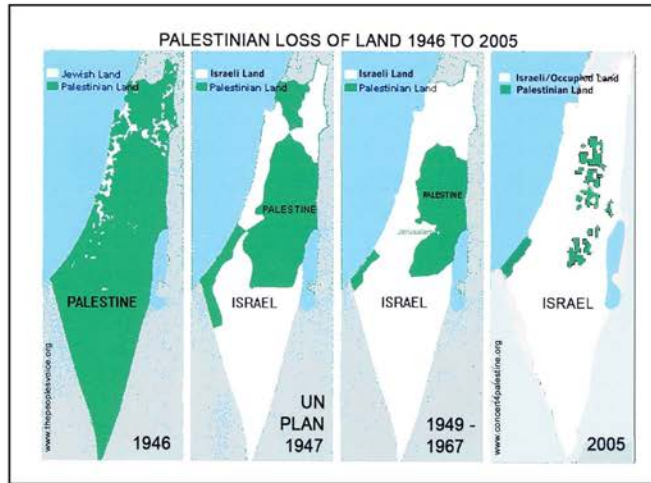 PALESTINIAN LOSS OF LAND 1946 TO 2005
Jewish Land
Palestinian Land
PALESTINE
www.thepeoplesvoice.org
1946
Israeli Land
Palestinian Land
PALESTINE
ISRAEL
UN
PLAN
1947
Israeli Land
Palestinian Land
PALESTINE
Jerusalem
ISRAEL
1949 -
1967
Israeli/Occupied Land
Palestinian Land
ISRAEL
www.concert4palestine.org
2005